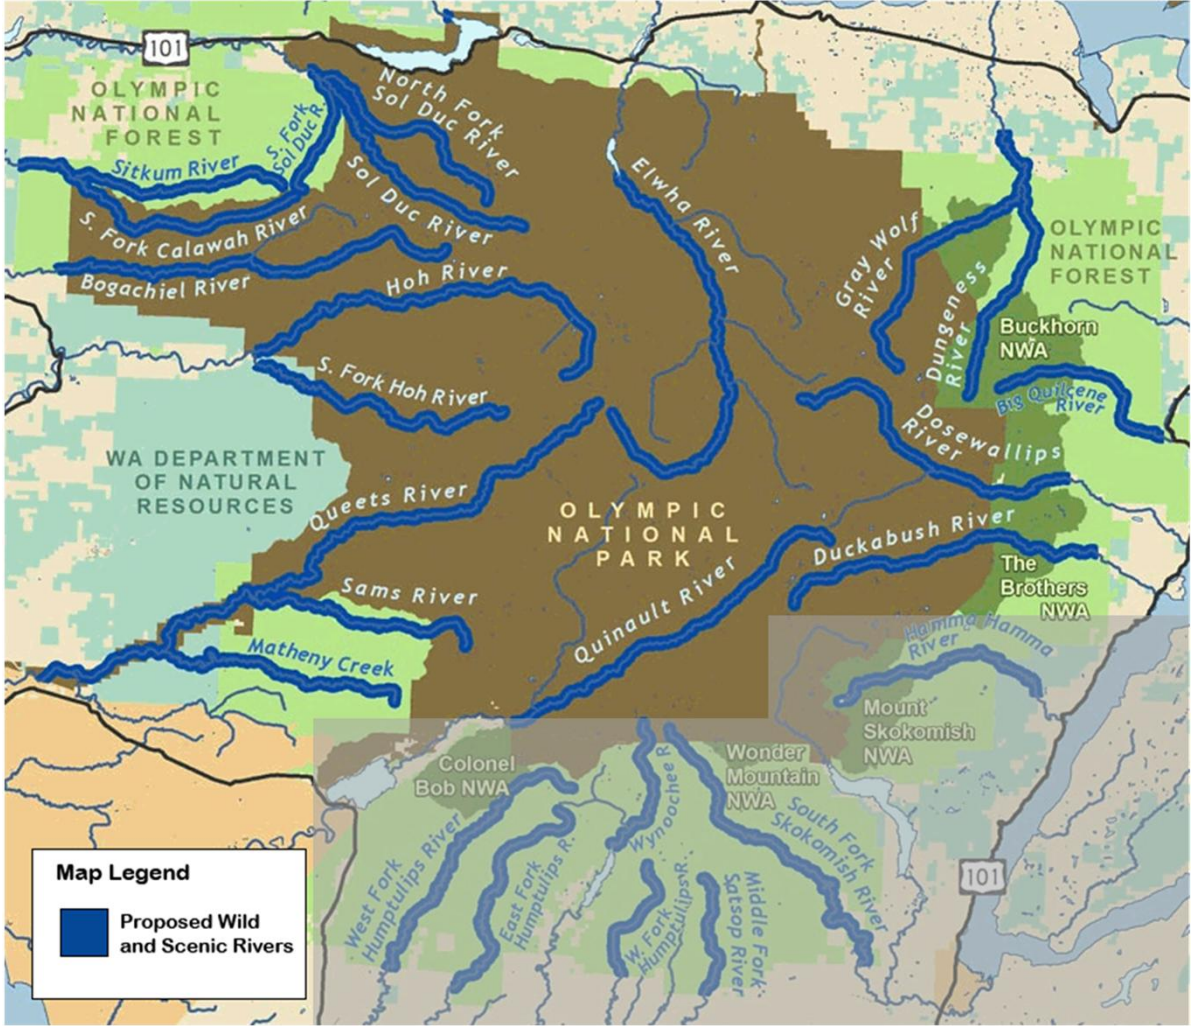 101
OLYMPIC
NATIONAL
FOREST
S. Fork
Sol Duc R.
North Fork
Sol Duc River
Sitkum River
Sol Duc River
S. Fork Calawah River
Bogachiel River
Hoh River
Elwha River
Gray Wolf
River
Dungeness
River
OLYMPIC
NATIONAL
FOREST
Buckhorn
NWA
Big Quilcene
River
S. Fork Hoh River
Dosewallips
River
WA DEPARTMENT
OF NATURAL
RESOURCES
Queets River
OLYMPIC
NATIONAL
PARK
Duckabush River
The
Brothers
NWA
Sams River
Quinault River
Matheny Creek
Hamma Hamma
River
Mount
Skokomish
NWA
Colonel
Bob NWA
Wynoochee R
Wonder
Mountain
NWA
South Fork
Skokomish River
West Fork
Humptulips River
East Fork
Humptulips R.
W. Fork
Humptulips R.
Middle Fork
Satsop River
101
Map Legend
Proposed Wild
and Scenic Rivers